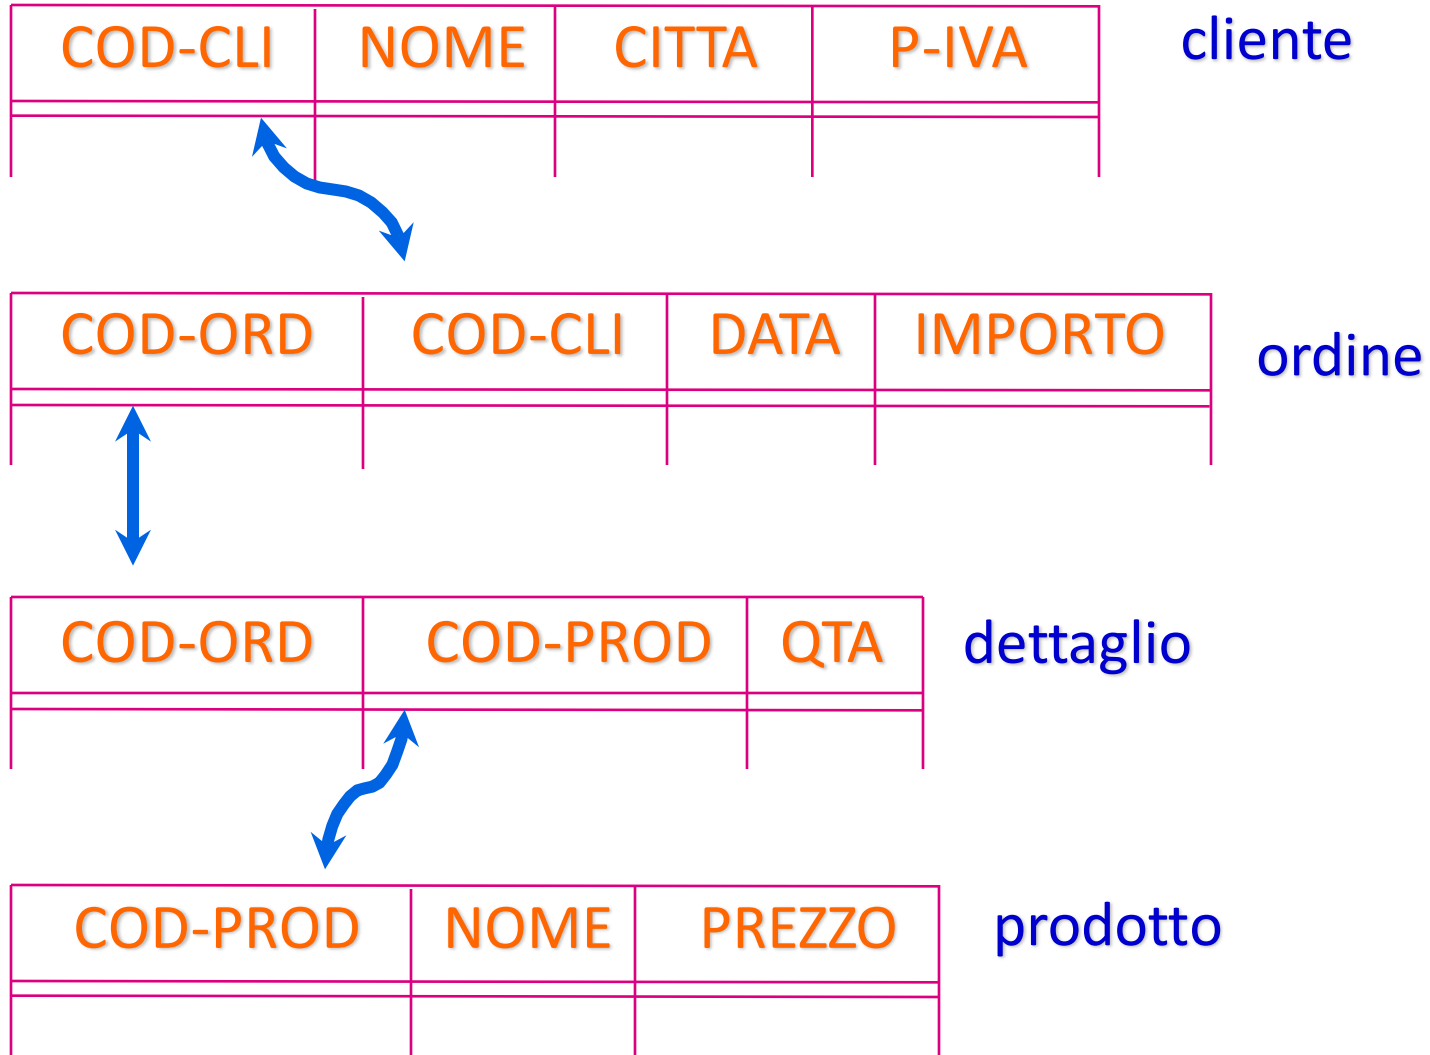 COD-CLI NOME CITTA P-IVA cliente
COD-ORD COD-CLI DATA IMPORTO ordine
COD-ORD COD-PROD QTA dettaglio
COD-PROD NOME PREZZO prodotto